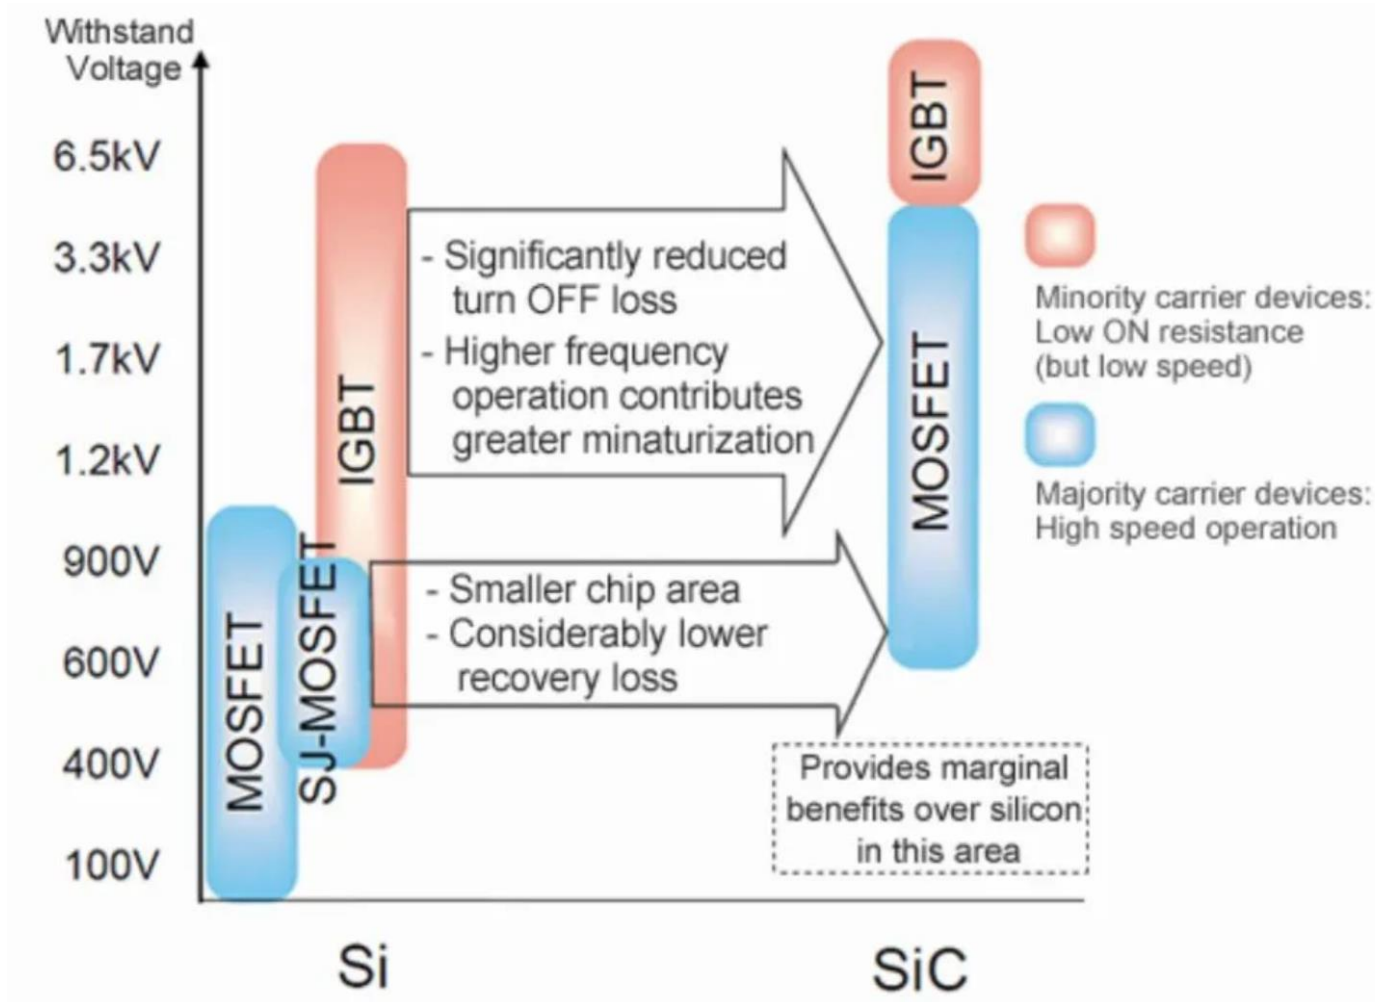 Withstand
Voltage
6.5kV
3.3kV
1.7kV
1.2kV
900V
600V
400V
100V
MOSFET
SJ-MOSFET
IGBT
- Significantly reduced
turn OFF loss
- Higher frequency
operation contributes
greater minaturization
- Smaller chip area
- Considerably lower
recovery loss
IGBT
MOSFET
Provides marginal
benefits over silicon
in this area
Minority carrier devices:
Low ON resistance
(but low speed)
Majority carrier devices:
High speed operation
Si
SiC